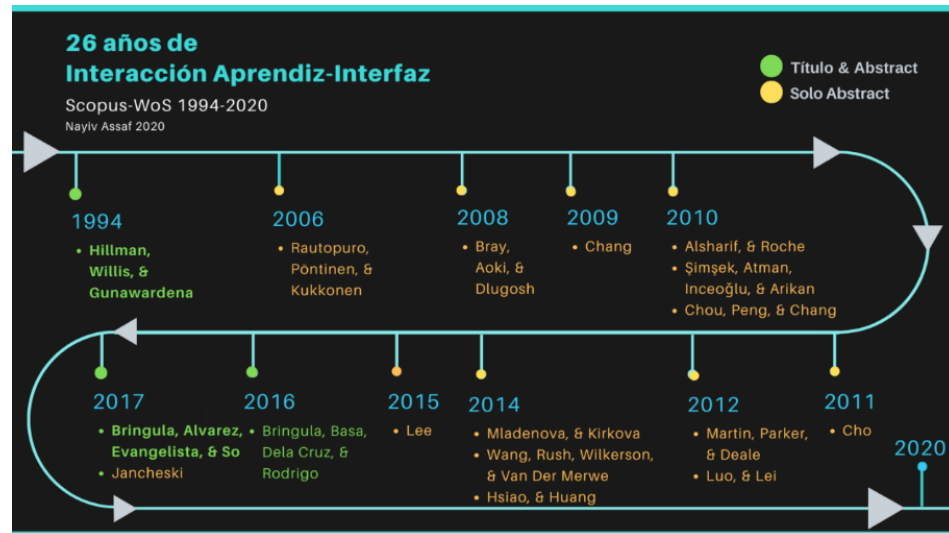 26 años de
Interacción Aprendiz-Interfaz
Scopus-WoS 1994-2020
Nayiv Assaf 2020
Título & Abstract
Solo Abstract
1994
• Hillman,
Willis, &
Gunawardena
2006
• Rautopuro,
Pöntinen, &
Kukkonen
2008
• Bray,
Aoki, &
Dlugosh
2009
• Chang
2010
• Alsharif, & Roche
• Şimşek, Atman,
Inceoğlu, & Arikan
• Chou, Peng, & Chang
2017
• Bringula, Alvarez,
Evangelista, & So
• Jancheski
2016
• Bringula, Basa,
Dela Cruz, &
Rodrigo
2015
• Lee
2014
• Mladenova, & Kirkova
• Wang, Rush, Wilkerson,
& Van Der Merwe
• Hsiao, & Huang
2012
• Martin, Parker,
& Deale
• Luo, & Lei
2011
• Cho
2020